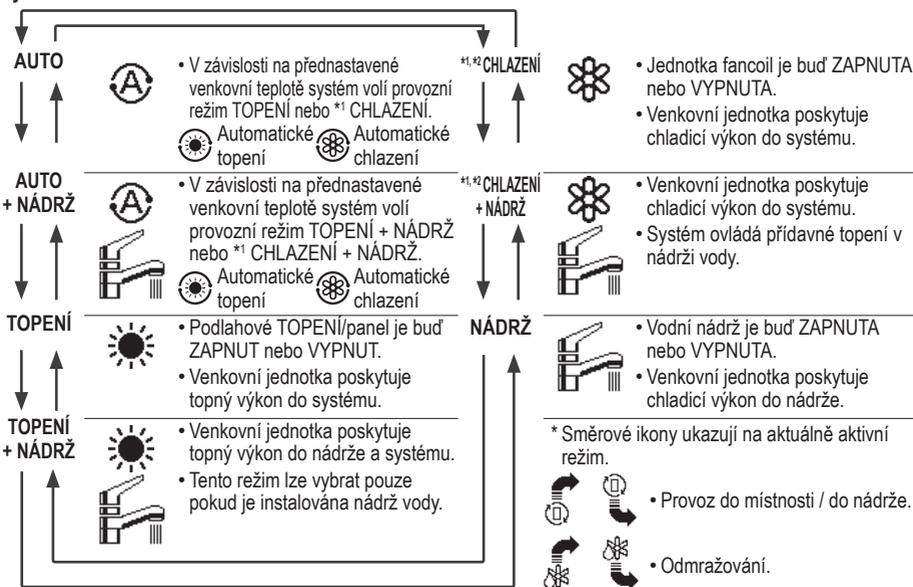 AUTO
• V závislosti na přednastavené
venkovní teplotě systém volí provozní
režim TOPENÍ nebo *1 CHLAZENÍ.
Automatické
topení
Automatické
chlazení
AUTO
+ NÁDRŽ
• V závislosti na přednastavené
venkovní teplotě systém volí
provozní režim TOPENÍ + NÁDRŽ
nebo *1 CHLAZENÍ + NÁDRŽ.
Automatické
topení
Automatické
chlazení
TOPENÍ
• Podlahové TOPENÍ/panel je buď
ZAPNUT nebo VYPNUT.
• Venkovní jednotka poskytuje
topný výkon do systému.
TOPENÍ
+ NÁDRŽ
• Venkovní jednotka poskytuje
topný výkon do nádrže a systému.
• Tento režim lze vybrat pouze
pokud je instalována nádrž vody.
*1, *2 CHLAZENÍ
• Jednotka fancoil je buď ZAPNUTA
nebo VYPNUTA.
• Venkovní jednotka poskytuje
chladicí výkon do systému.
*1, *2 CHLAZENÍ
+ NÁDRŽ
• Venkovní jednotka poskytuje
chladicí výkon do systému.
• Systém ovládá přídavné topení v
nádrži vody.
NÁDRŽ
• Vodní nádrž je buď ZAPNUTA
nebo VYPNUTA.
• Venkovní jednotka poskytuje
chladicí výkon do nádrže.
* Směrové ikony ukazují na aktuálně aktivní
režim.
• Provoz do místnosti / do nádrže.
• Odmražování.